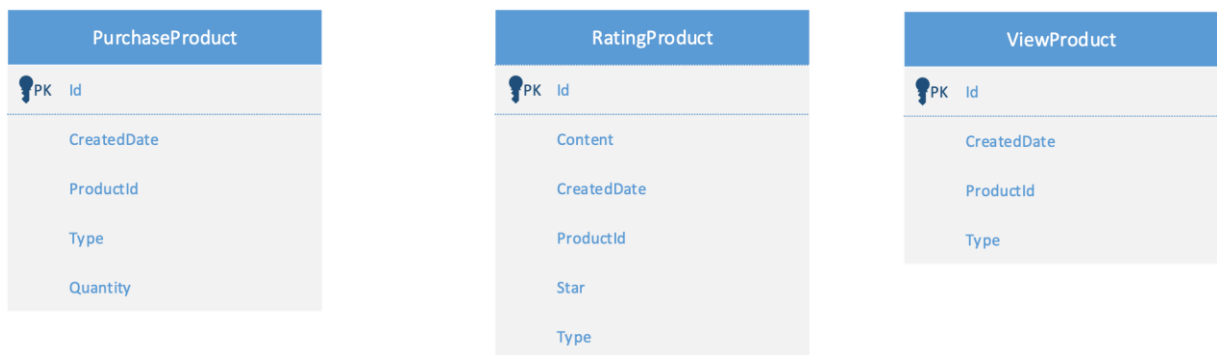 PurchaseProduct
PK Id
CreatedDate
ProductId
Type
Quantity
RatingProduct
PK Id
Content
CreatedDate
ProductId
Star
Type
ViewProduct
PK Id
CreatedDate
ProductId
Type